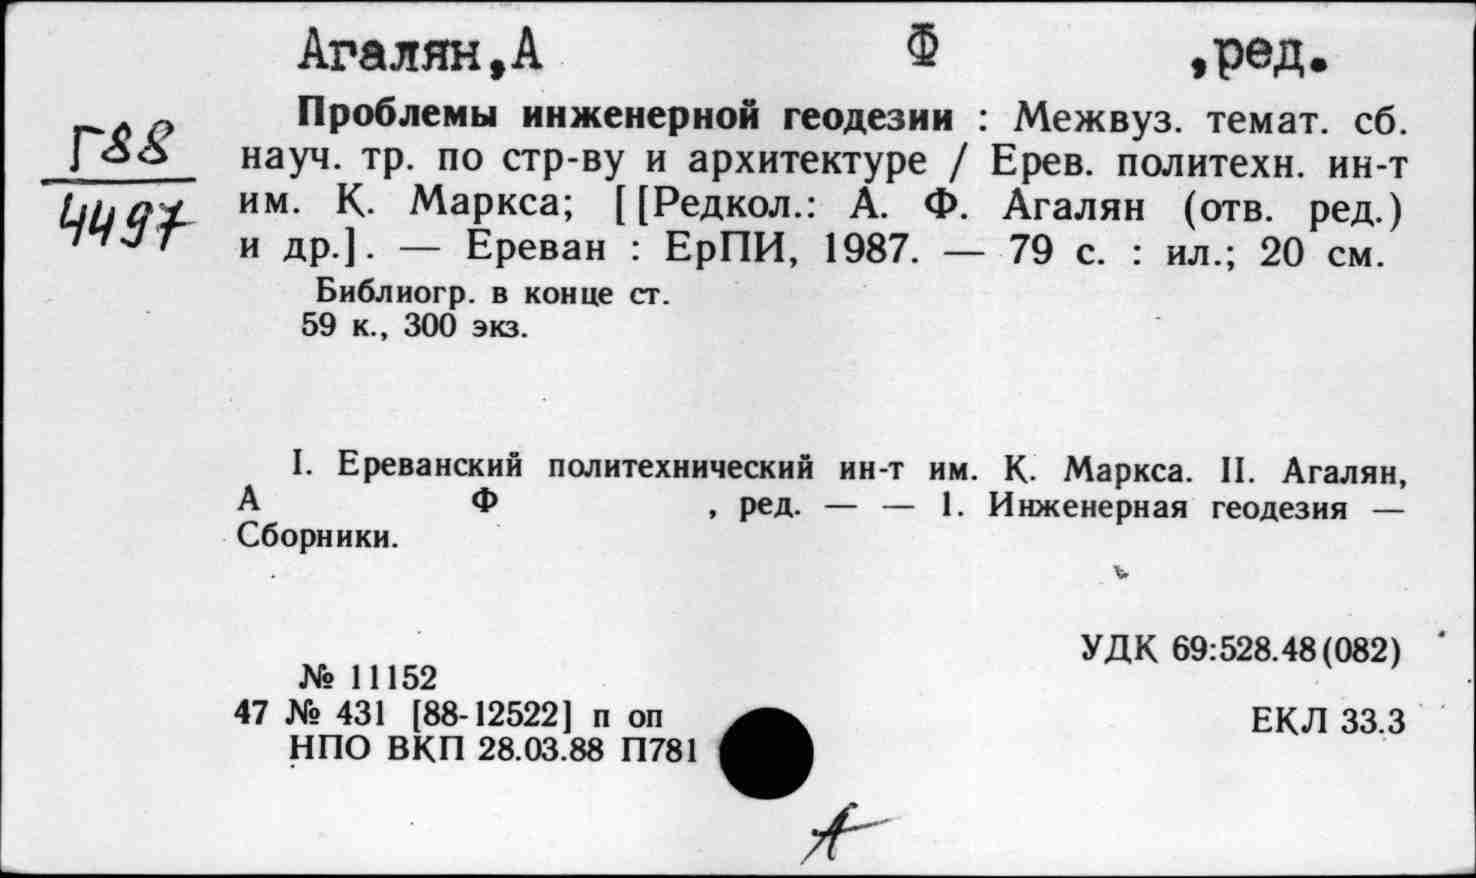 Агалян,А Ф ,ред.
Г88
4497
Проблемы инженерной геодезии : Межвуз. темат. сб.
науч. тр. по стр-ву и архитектуре / Ерев. политехн. ин-т
им. К. Маркса; [[Редкол.: А. Ф. Агалян (отв. ред.)
и др.]. — Ереван : ЕрПИ, 1987. — 79 с. : ил.; 20 см.
Библиогр. в конце ст.
59 к., 300 экз.
I. Ереванский политехнический ин-т им. К. Маркса. II. Агалян,
А Ф , ред. — — 1. Инженерная геодезия —
Сборники.
УДК 69:528.48(082)
№ 11152
47 № 431 [88-12522] п оп
ЕКЛ 33.3
НПО ВКП 28.03.88 П781
А